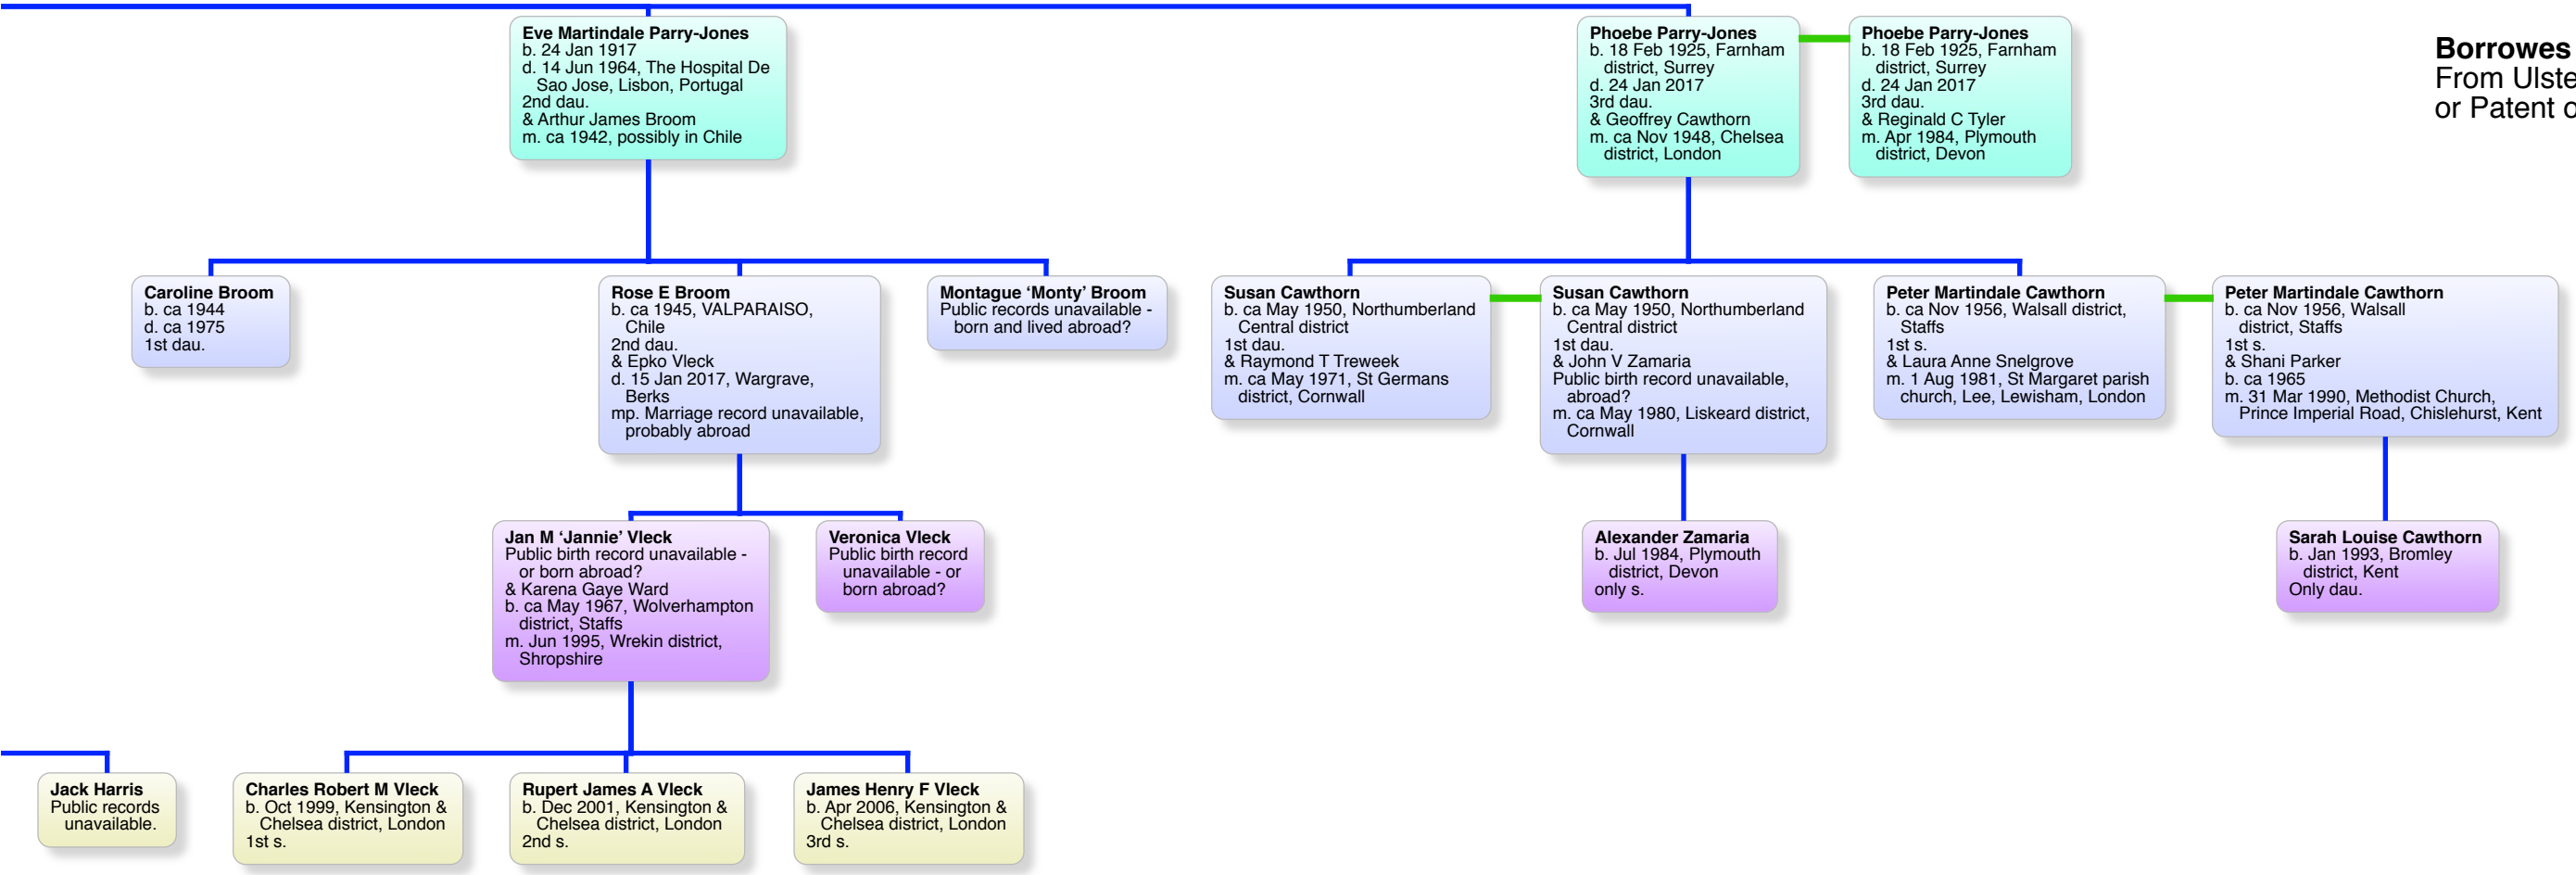 Eve Martindale Parry-Jones
b. 24 Jan 1917
d. 14 Jun 1964, The Hospital De
Sao Jose, Lisbon, Portugal
2nd dau.
& Arthur James Broom
m. ca 1942, possibly in Chile
Phoebe Parry-Jones
b. 18 Feb 1925, Farnham
district, Surrey
d. 24 Jan 2017
3rd dau.
& Geoffrey Cawthorn
m. ca Nov 1948, Chelsea
district, London
Phoebe Parry-Jones
b. 18 Feb 1925, Farnham
district, Surrey
d. 24 Jan 2017
3rd dau.
& Reginald C Tyler
m. Apr 1984, Plymouth
district, Devon
Borrowes
From Ulste
or Patent o
Caroline Broom
b. ca 1944
d. ca 1975
1st dau.
Rose E Broom
b. ca 1945, VALPARAISO,
Chile
2nd dau.
& Epko Vleck
d. 15 Jan 2017, Wargrave,
Berks
mp. Marriage record unavailable,
probably abroad
Montague ‘Monty’ Broom
Public records unavailable -
born and lived abroad?
Susan Cawthorn
b. ca May 1950, Northumberland
Central district
1st dau.
& Raymond T Treweek
m. ca May 1971, St Germans
district, Cornwall
Susan Cawthorn
b. ca May 1950, Northumberland
Central district
1st dau.
& John V Zamaria
Public birth record unavailable,
abroad?
m. ca May 1980, Liskeard district,
Cornwall
Peter Martindale Cawthorn
b. ca Nov 1956, Walsall district,
Staffs
1st s.
& Laura Anne Snelgrove
m. 1 Aug 1981, St Margaret parish
church, Lee, Lewisham, London
Peter Martindale Cawthorn
b. ca Nov 1956, Walsall
district, Staffs
1st s.
& Shani Parker
b. ca 1965
m. 31 Mar 1990, Methodist Church,
Prince Imperial Road, Chislehurst, Kent
Jan M ‘Jannie’ Vleck
Public birth record unavailable -
or born abroad?
& Karena Gaye Ward
b. ca May 1967, Wolverhampton
district, Staffs
m. Jun 1995, Wrekin district,
Shropshire
Veronica Vleck
Public birth record
unavailable - or
born abroad?
Alexander Zamaria
b. Jul 1984, Plymouth
district, Devon
only s.
Sarah Louise Cawthorn
b. Jan 1993, Bromley
district, Kent
Only dau.
Jack Harris
Public records
unavailable.
Charles Robert M Vleck
b. Oct 1999, Kensington &
Chelsea district, London
1st s.
Rupert James A Vleck
b. Dec 2001, Kensington &
Chelsea district, London
2nd s.
James Henry F Vleck
b. Apr 2006, Kensington &
Chelsea district, London
3rd s.